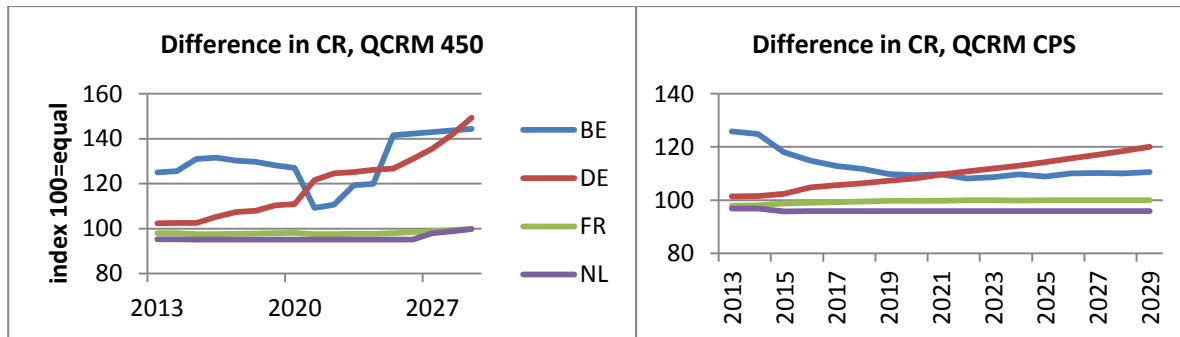 Difference in CR, QCRM 450
index 100=equal
160
140
120
100
80
2013 2020 2027
BE
DE
FR
NL
Difference in CR, QCRM CPS
140
120
100
80
2013 2015 2017 2019 2021 2023 2025 2027 2029